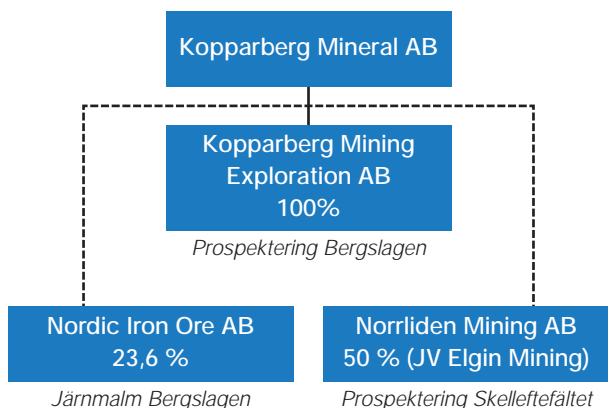 Kopparberg Mineral AB
Kopparberg Mining
Exploration AB
100%
Prospektering Bergslagen
Nordic Iron Ore AB
23,6 %
Järnmalm Bergslagen
Norrliden Mining AB
50 % (JV Elgin Mining)
Prospektering Skelleftefältet